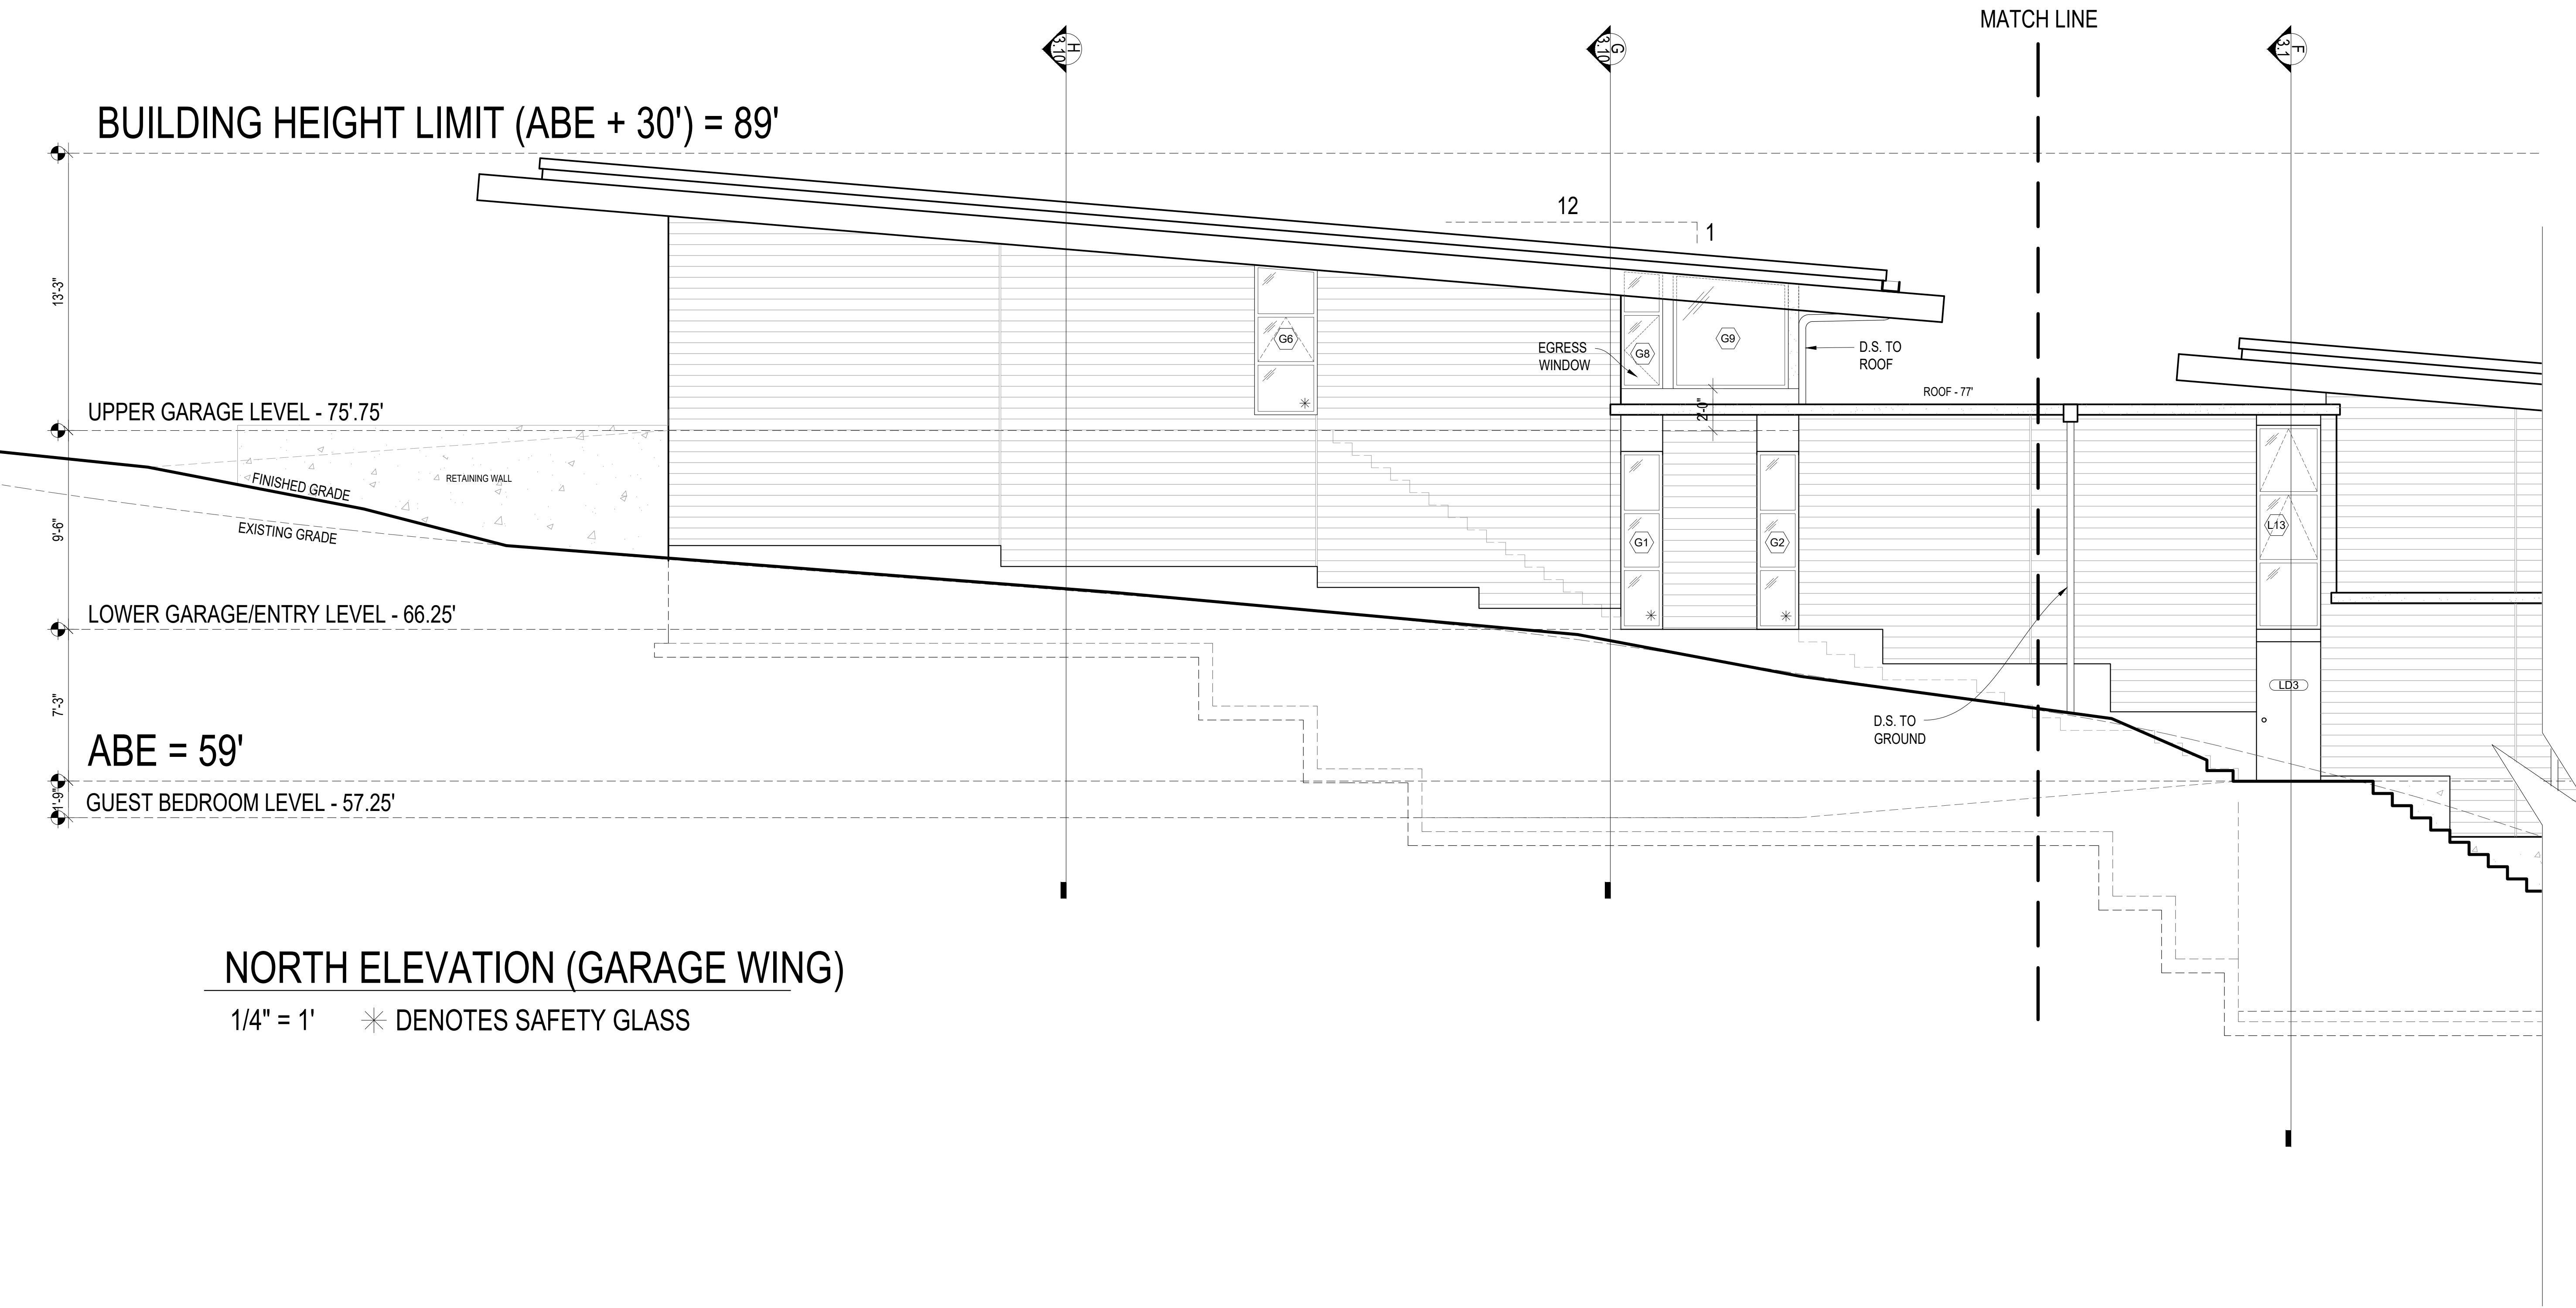 MATCH LINE
H
3.10
G
3.10
F
3.1
BUILDING HEIGHT LIMIT (ABE + 30') = 89'
12
1
13'-3"
G6
EGRESS
WINDOW
G8
G9
D.S. TO
ROOF
ROOF - 77'
2'-0"
UPPER GARAGE LEVEL - 75'.75'
RETAINING WALL
FINISHED GRADE
EXISTING GRADE
9'-6"
G1
G2
L13
LOWER GARAGE/ENTRY LEVEL - 66.25'
7'-3"
LD3
D.S. TO
GROUND
ABE = 59'
1'-9"
GUEST BEDROOM LEVEL - 57.25'
NORTH ELEVATION (GARAGE WING)
1/4" = 1'
DENOTES SAFETY GLASS